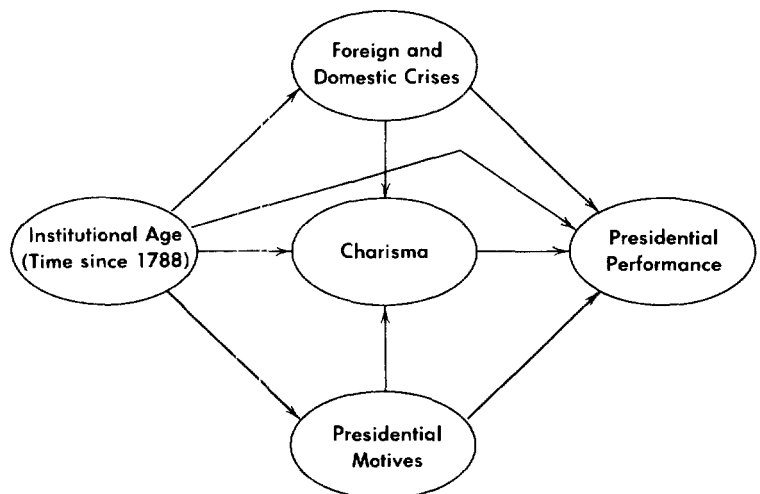 Foreign and
Domestic Crises
Institutional Age
(Time since 1788)
Charisma
Presidential
Performance
Presidential
Motives